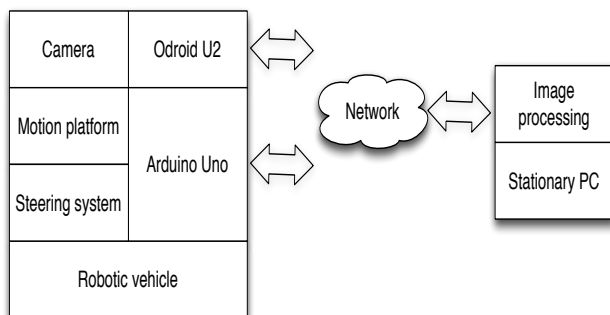 Camera
Odroid U2
Motion platform
Arduino Uno
Steering system
Robotic vehicle
Network
Image
processing
Stationary PC